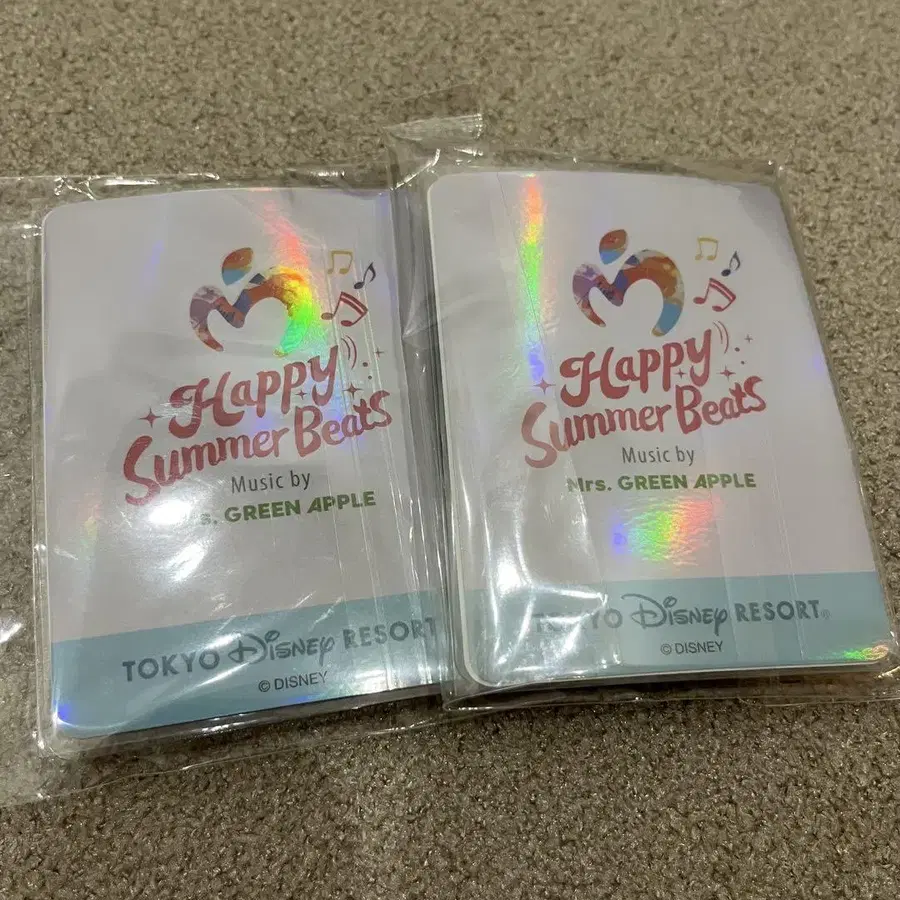 Happy
Summer Beats
Music by
s. GREEN APPLE
TOKYO Disney RESORT
© DISNEY
Happy
Summer Beats
Music by
Mrs. GREEN APPLE
TOKYO Disney RESORT®
© DISNEY